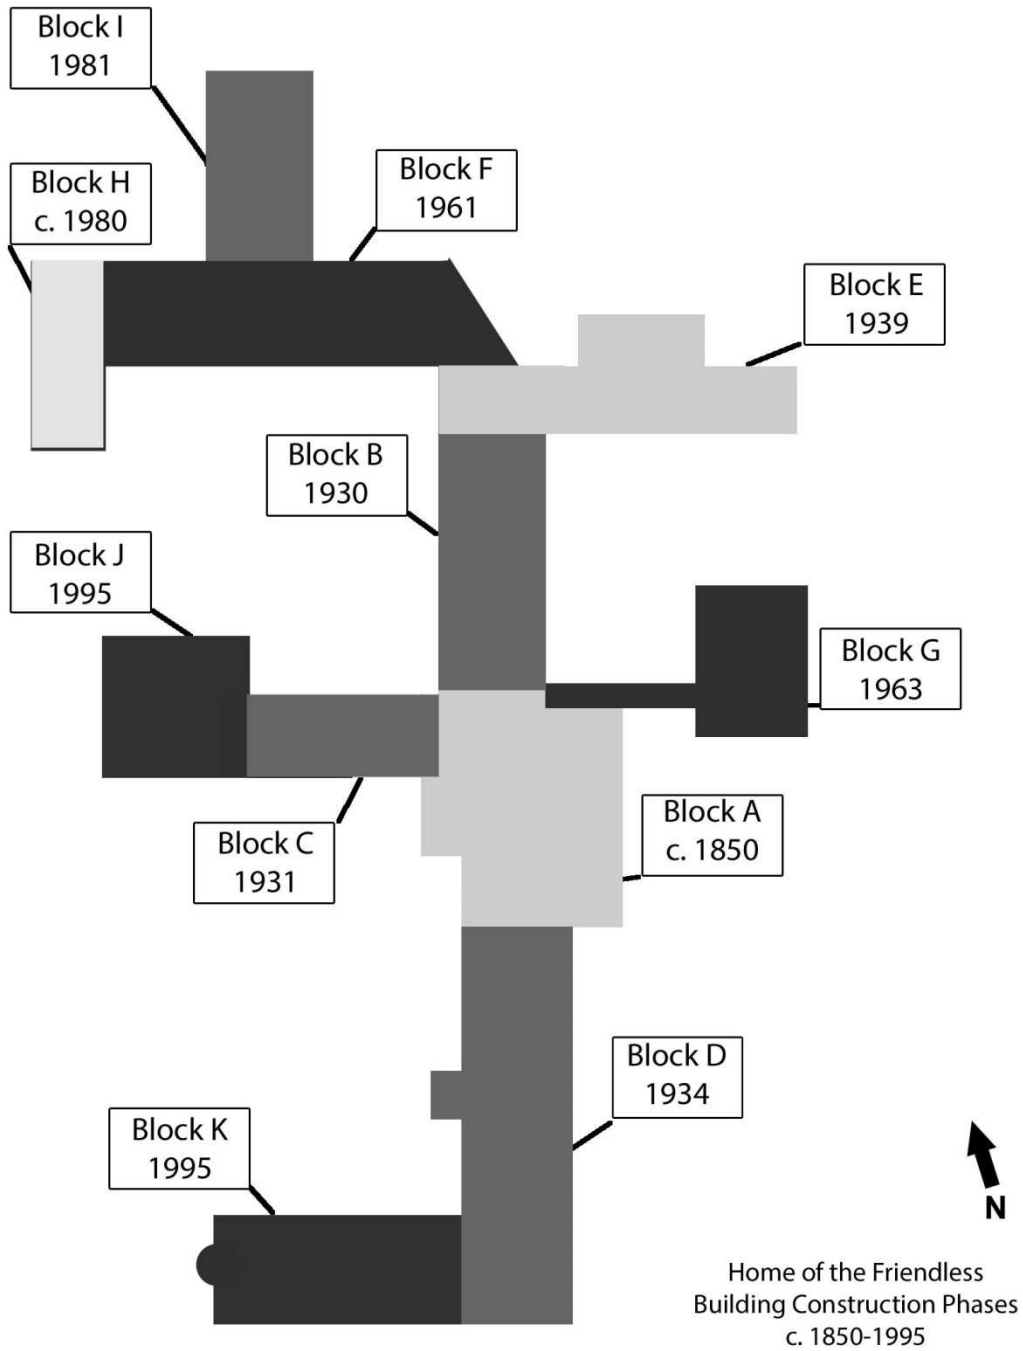 Block I
1981
Block H
c. 1980
Block F
1961
Block E
1939
Block B
1930
Block J
1995
Block G
1963
Block A
c. 1850
Block C
1931
Block D
1934
Block K
1995
N
Home of the Friendless
Building Construction Phases
c. 1850-1995